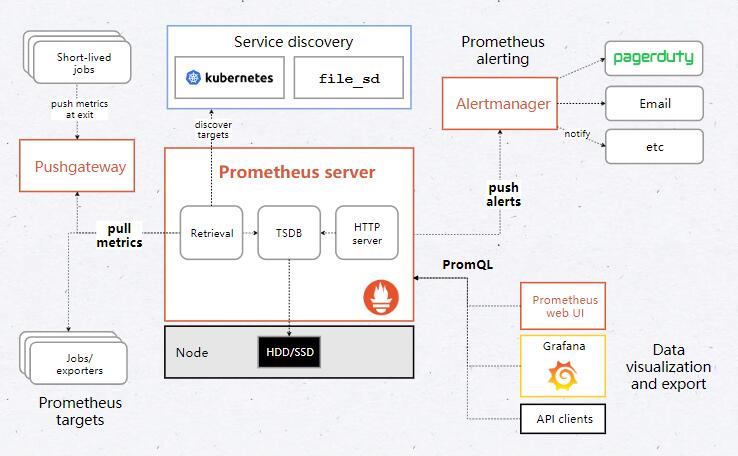 Short-lived
jobs
push metrics
at exit
Pushgateway
Service discovery
kubernetes
file_sd
discover
targets
Prometheus
alerting
Alertmanager
pagerduty
Email
notify
etc
Prometheus server
Retrieval
TSDB
HTTP
server
pull
metrics
push
alerts
PromQL
Node
HDD/SSD
Jobs/
exporters
Prometheus
targets
Prometheus
web UI
Grafana
API clients
Data
visualization
and export